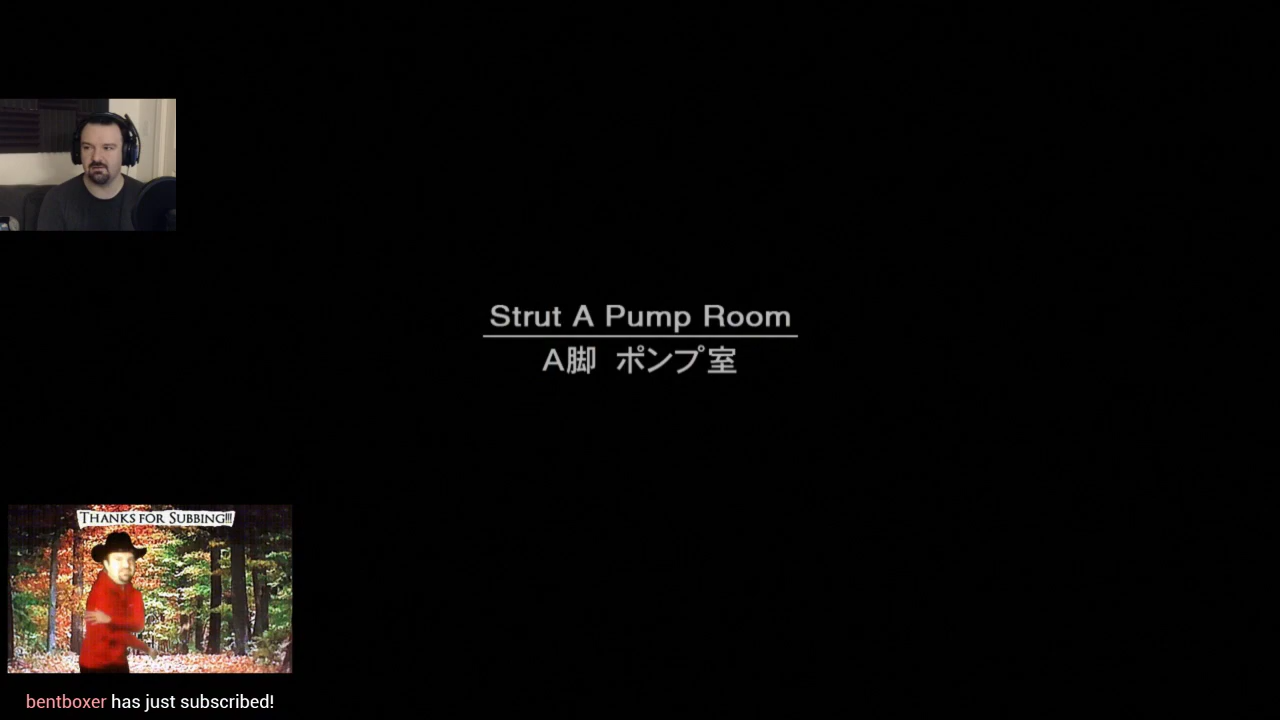 Strut A Pump Room
A脚 ポンプ室
THANKS FOR SUBBING!!!
bentboxer has just subscribed!